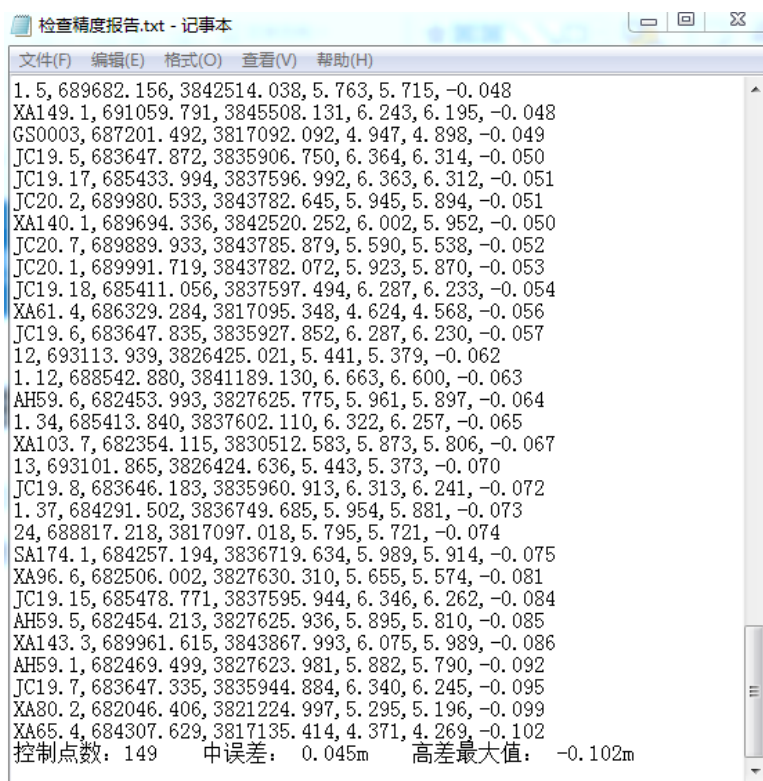 检查精度报告.txt - 记事本
文件(F) 编辑(E) 格式(O) 查看(V) 帮助(H)
1.5,689682.156,3842514.038,5.763,5.715,-0.048
XA149.1,691059.791,3845508.131,6.243,6.195,-0.048
GS0003,687201.492,3817092.092,4.947,4.898,-0.049
JC19.5,683647.872,3835906.750,6.364,6.314,-0.050
JC19.17,685433.994,3837596.992,6.363,6.312,-0.051
JC20.2,689980.533,3843782.645,5.945,5.894,-0.051
XA140.1,689694.336,3842520.252,6.002,5.952,-0.050
JC20.7,689889.933,3843785.879,5.590,5.538,-0.052
JC20.1,689991.719,3843782.072,5.923,5.870,-0.053
JC19.18,685411.056,3837597.494,6.287,6.233,-0.054
XA61.4,686329.284,3817095.348,4.624,4.568,-0.056
JC19.6,683647.835,3835927.852,6.287,6.230,-0.057
12,693113.939,3826425.021,5.441,5.379,-0.062
1.12,688542.880,3841189.130,6.663,6.600,-0.063
AH59.6,682453.993,3827625.775,5.961,5.897,-0.064
1.34,685413.840,3837602.110,6.322,6.257,-0.065
XA103.7,682354.115,3830512.583,5.873,5.806,-0.067
13,693101.865,3826424.636,5.443,5.373,-0.070
JC19.8,683646.183,3835960.913,6.313,6.241,-0.072
1.37,684291.502,3836749.685,5.954,5.881,-0.073
24,688817.218,3817097.018,5.795,5.721,-0.074
SA174.1,684257.194,3836719.634,5.989,5.914,-0.075
XA96.6,682506.002,3827630.310,5.655,5.574,-0.081
JC19.15,685478.771,3837595.944,6.346,6.262,-0.084
AH59.5,682454.213,3827625.936,5.895,5.810,-0.085
XA143.3,689961.615,3843867.993,6.075,5.989,-0.086
AH59.1,682469.499,3827623.981,5.882,5.790,-0.092
JC19.7,683647.335,3835944.884,6.340,6.245,-0.095
XA80.2,682046.406,3821224.997,5.295,5.196,-0.099
XA65.4,684307.629,3817135.414,4.371,4.269,-0.102
控制点数：149 中误差： 0.045m 高差最大值： -0.102m